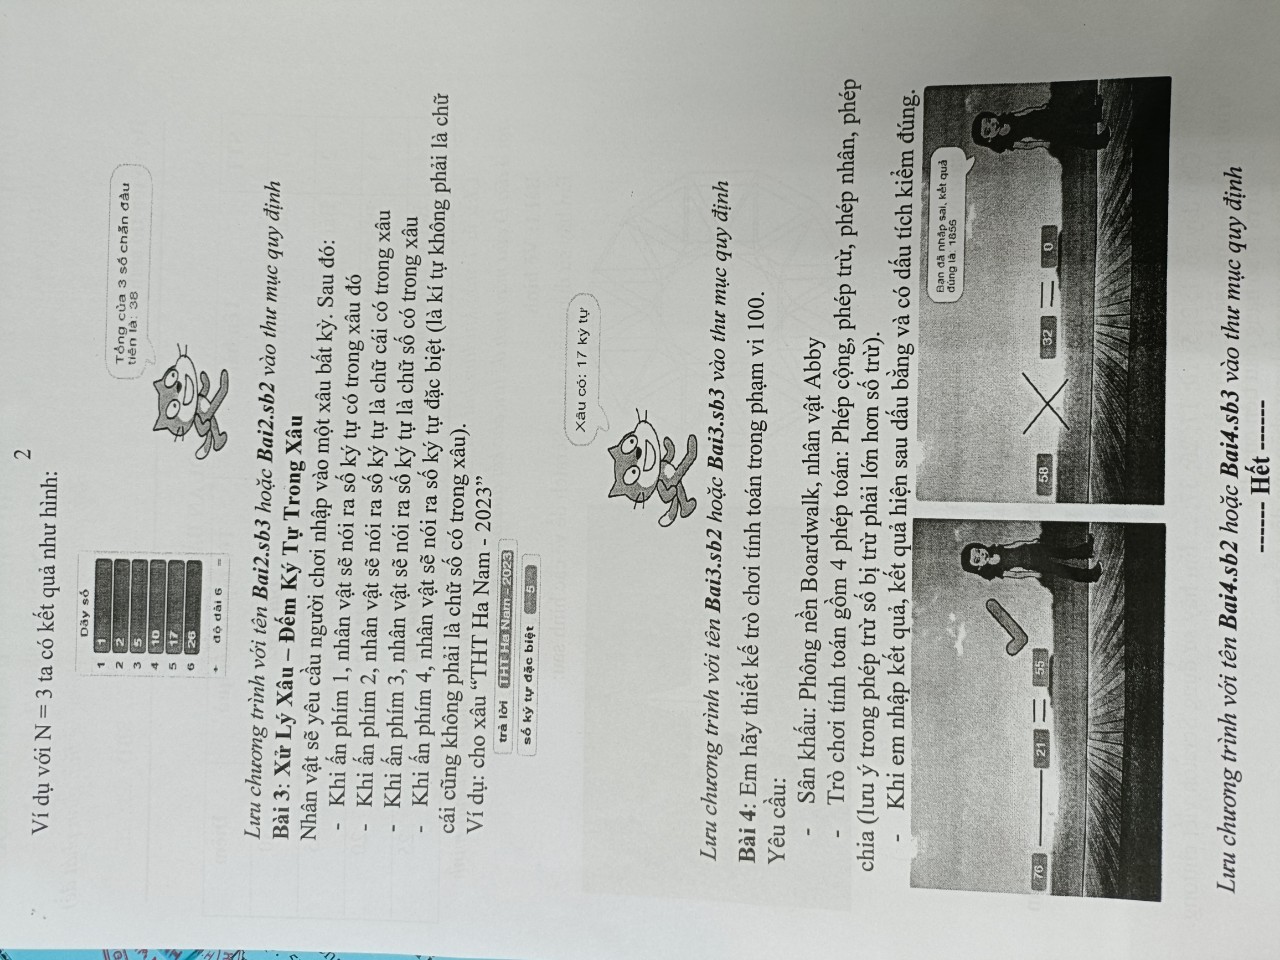 2
Ví dụ với N = 3 ta có kết quả như hình:
Dãy số
1 1
2 2
3 5
4 10
5 17
6 26
+ độ dài 6 =
Tổng của 3 số chẵn đầu
tiên là: 38
Lưu chương trình với tên Bai2.sb3 hoặc Bai2.sb2 vào thư mục quy định
Bài 3: Xử Lý Xâu – Đếm Ký Tự Trong Xâu
Nhân vật sẽ yêu cầu người chơi nhập vào một xâu bất kỳ. Sau đó:
- Khi ấn phím 1, nhân vật sẽ nói ra số ký tự có trong xâu đó
- Khi ấn phím 2, nhân vật sẽ nói ra số ký tự là chữ cái có trong xâu
- Khi ấn phím 3, nhân vật sẽ nói ra số ký tự là chữ số có trong xâu
- Khi ấn phím 4, nhân vật sẽ nói ra số ký tự đặc biệt (là kí tự không phải là chữ
cái cũng không phải là chữ số có trong xâu).
Ví dụ: cho xâu “THT Ha Nam - 2023”
trả lời THT Ha Nam - 2023
số ký tự đặc biệt 5
Xâu có: 17 ký tự
Lưu chương trình với tên Bai3.sb2 hoặc Bai3.sb3 vào thư mục quy định
Bài 4: Em hãy thiết kế trò chơi tính toán trong phạm vi 100.
Yêu cầu:
- Sân khấu: Phông nền Boardwalk, nhân vật Abby
- Trò chơi tính toán gồm 4 phép toán: Phép cộng, phép trừ, phép nhân, phép
chia (lưu ý trong phép trừ số bị trừ phải lớn hơn số trừ).
- Khi em nhập kết quả, kết quả hiện sau dấu bằng và có dấu tích kiểm đúng.
76 — 21 = 55
58 × 32 = 0
Bạn đã nhập sai, kết quả
đúng là: 1856
Lưu chương trình với tên Bai4.sb2 hoặc Bai4.sb3 vào thư mục quy định
------ Hết ------